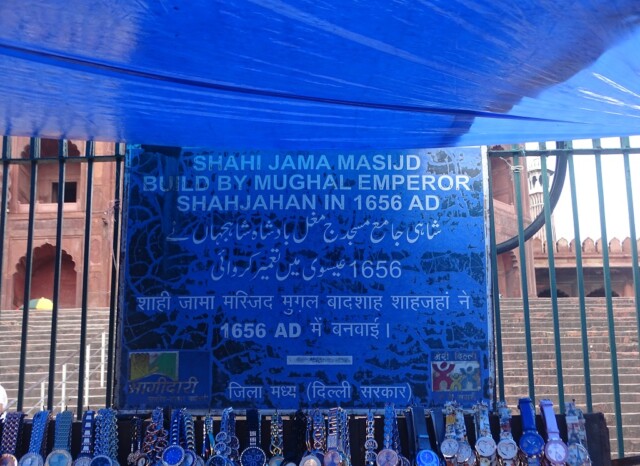 SHAHI JAMA MASIJD
BUILD BY MUGHAL EMPEROR
SHAHJAHAN IN 1656 AD
شاہی جامع مسجد مغل بادشاہ شاہجہاں نے
1656 عیسوی میں تعمیر کروائی
शाही जामा मस्जिद मुग़ल बादशाह शाहजहां ने
1656 AD में बनवाई।
भागीदारी
जिला मध्य (दिल्ली सरकार)